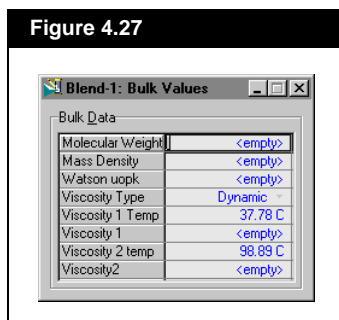 Figure 4.27
Blend-1: Bulk Values
Bulk Data
Molecular Weight <empty>
Mass Density <empty>
Watson uopk <empty>
Viscosity Type Dynamic
Viscosity 1 Temp 37.78 C
Viscosity 1 <empty>
Viscosity 2 temp 98.89 C
Viscosity2 <empty>